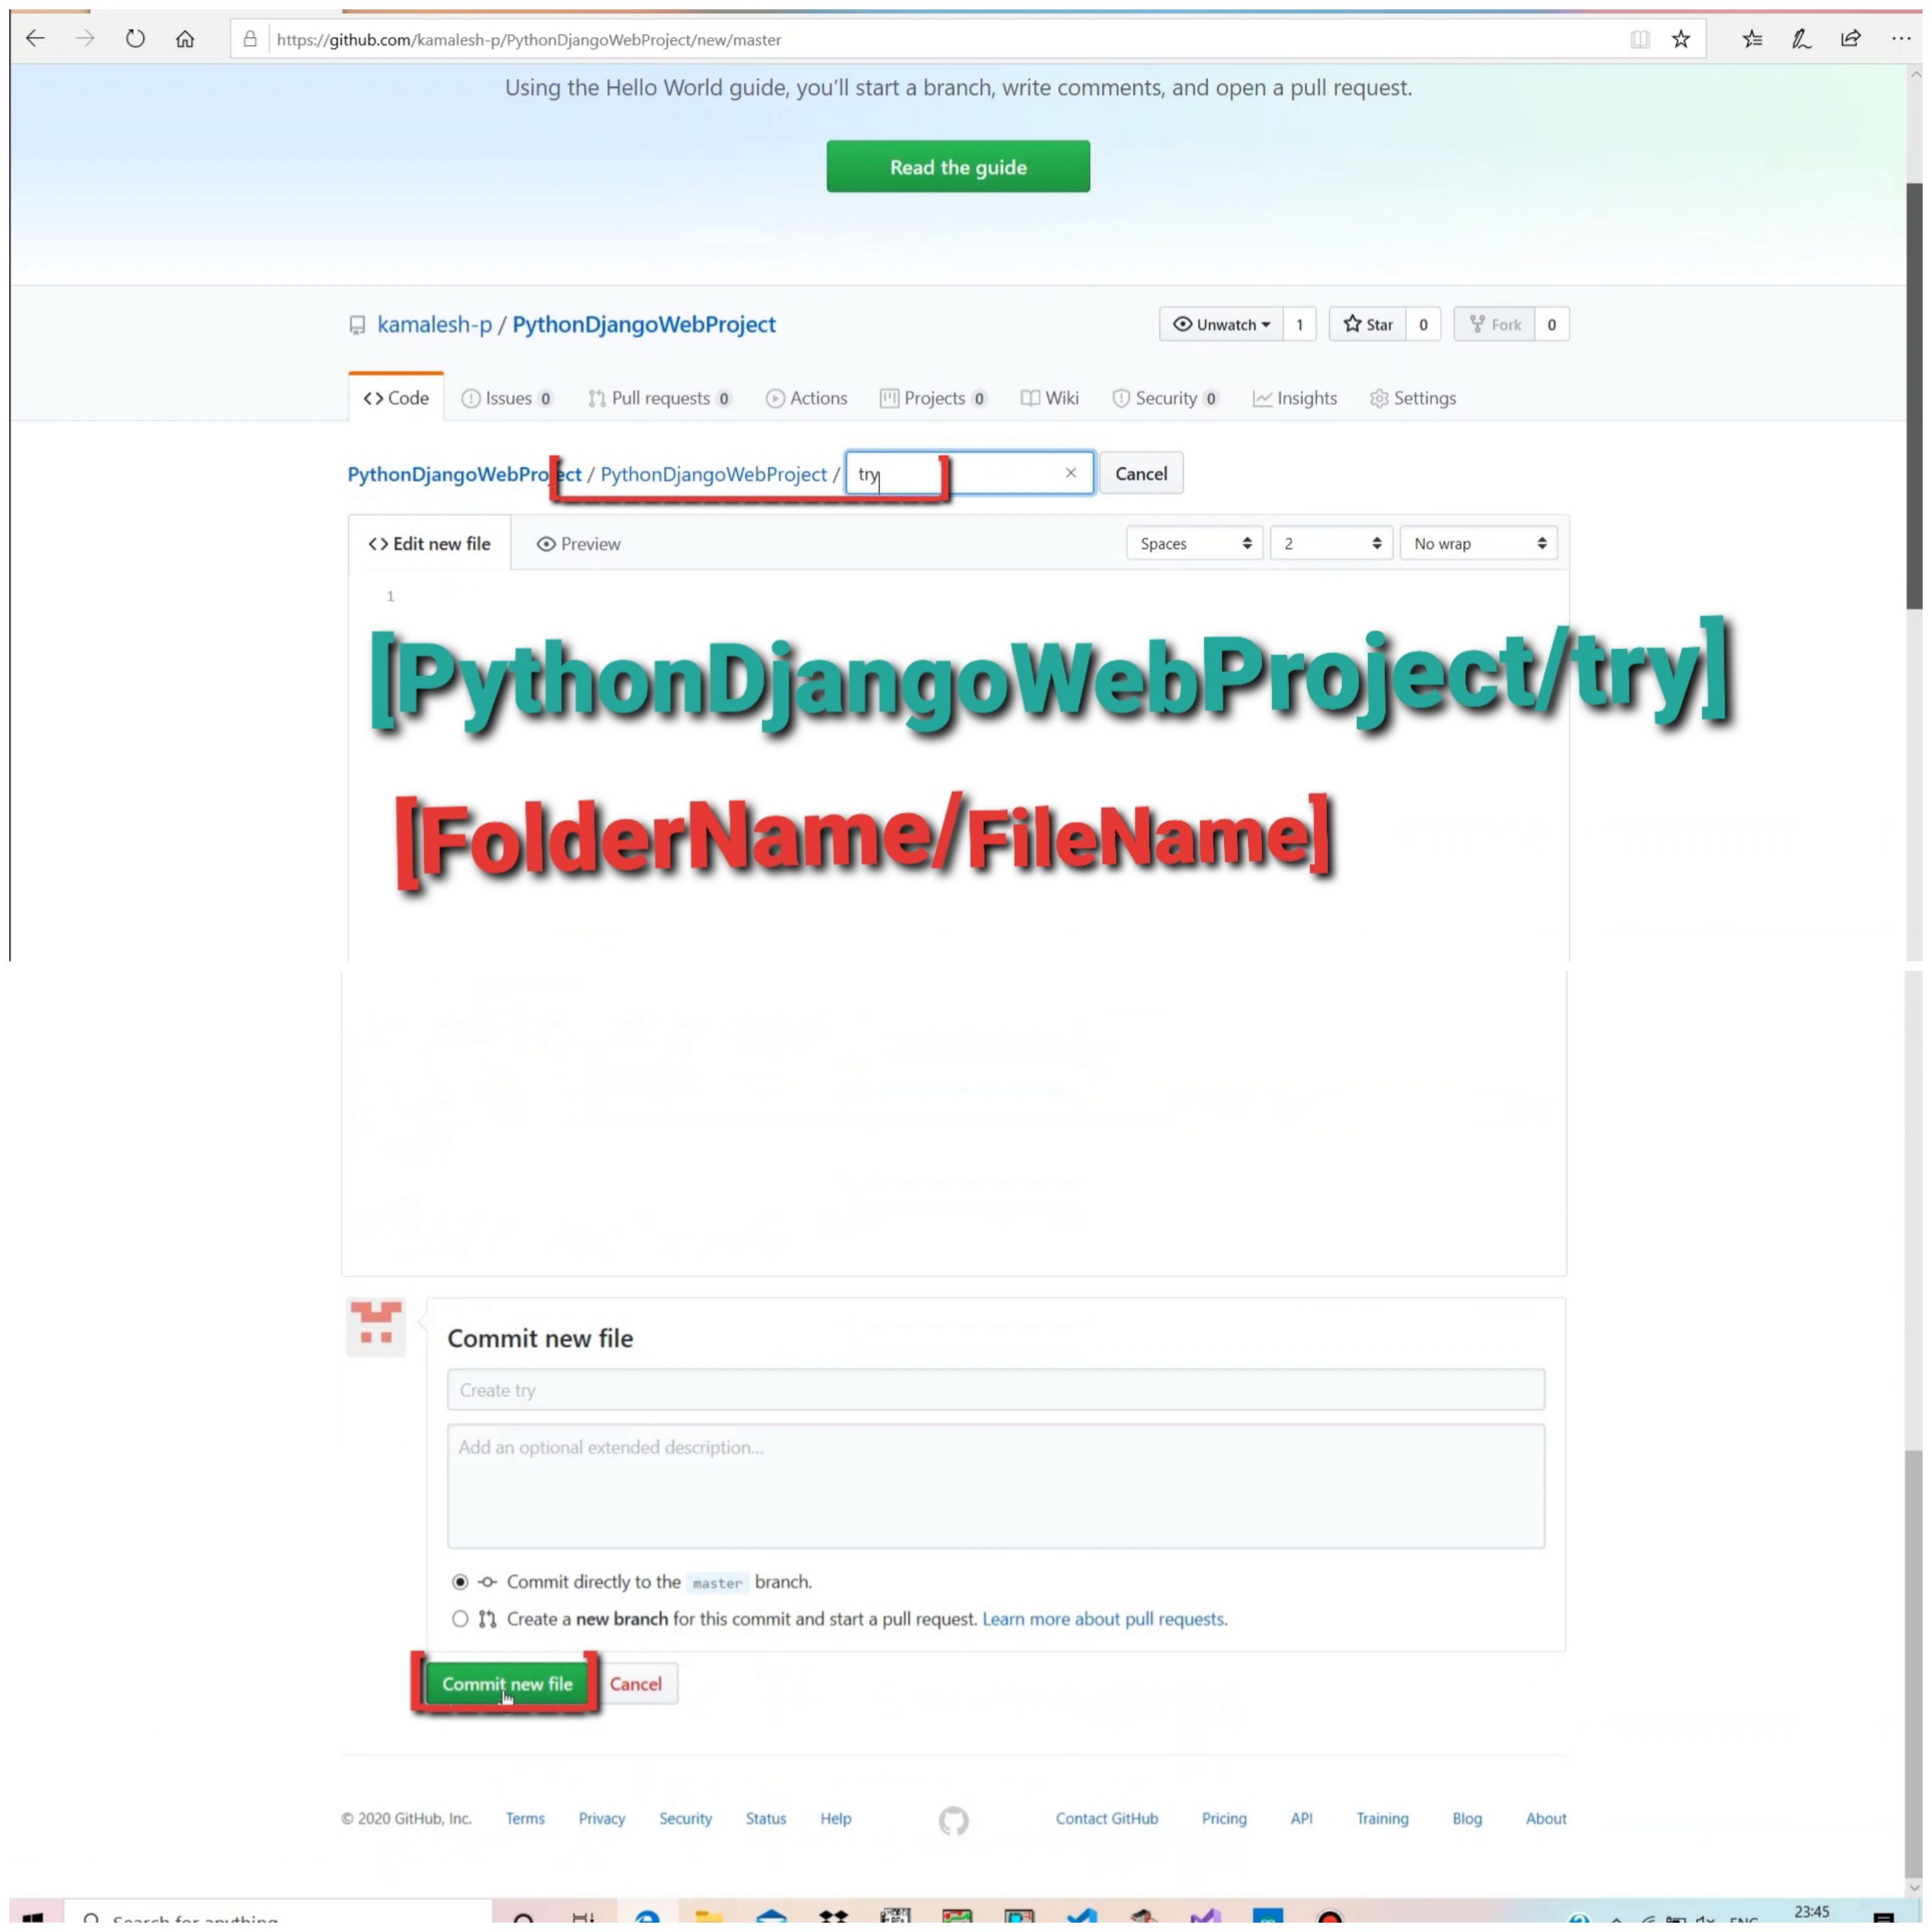 https://github.com/kamalesh-p/PythonDjangoWebProject/new/master
Using the Hello World guide, you'll start a branch, write comments, and open a pull request.
Read the guide
kamalesh-p / PythonDjangoWebProject
Unwatch 1 Star 0 Fork 0
<> Code Issues 0 Pull requests 0 Actions Projects 0 Wiki Security 0 Insights Settings
PythonDjangoWebProject / PythonDjangoWebProject / try × Cancel
<> Edit new file Preview Spaces 2 No wrap
1
[PythonDjangoWebProject/try]
[FolderName/FileName]
Commit new file
Create try
Add an optional extended description...
Commit directly to the master branch.
Create a new branch for this commit and start a pull request. Learn more about pull requests.
Commit new file Cancel
© 2020 GitHub, Inc. Terms Privacy Security Status Help Contact GitHub Pricing API Training Blog About
Search for anything ENG 23:45